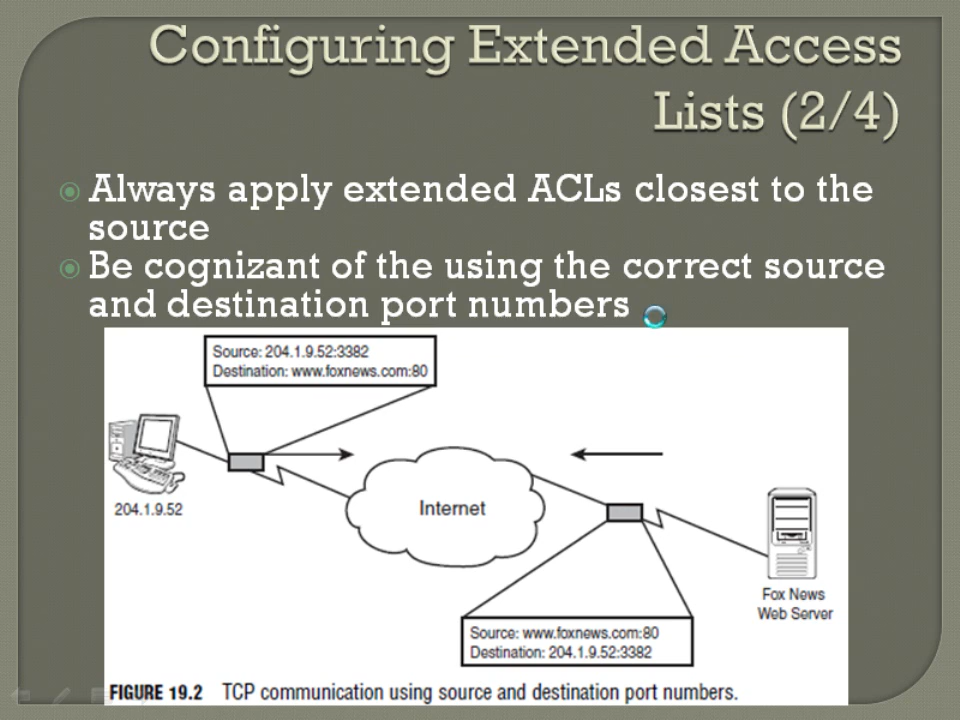 Configuring Extended Access
Lists (2/4)
Always apply extended ACLs closest to the
source
Be cognizant of the using the correct source
and destination port numbers
Source: 204.1.9.52:3382
Destination: www.foxnews.com:80
204.1.9.52
Internet
Fox News
Web Server
Source: www.foxnews.com:80
Destination: 204.1.9.52:3382
FIGURE 19.2 TCP communication using source and destination port numbers.